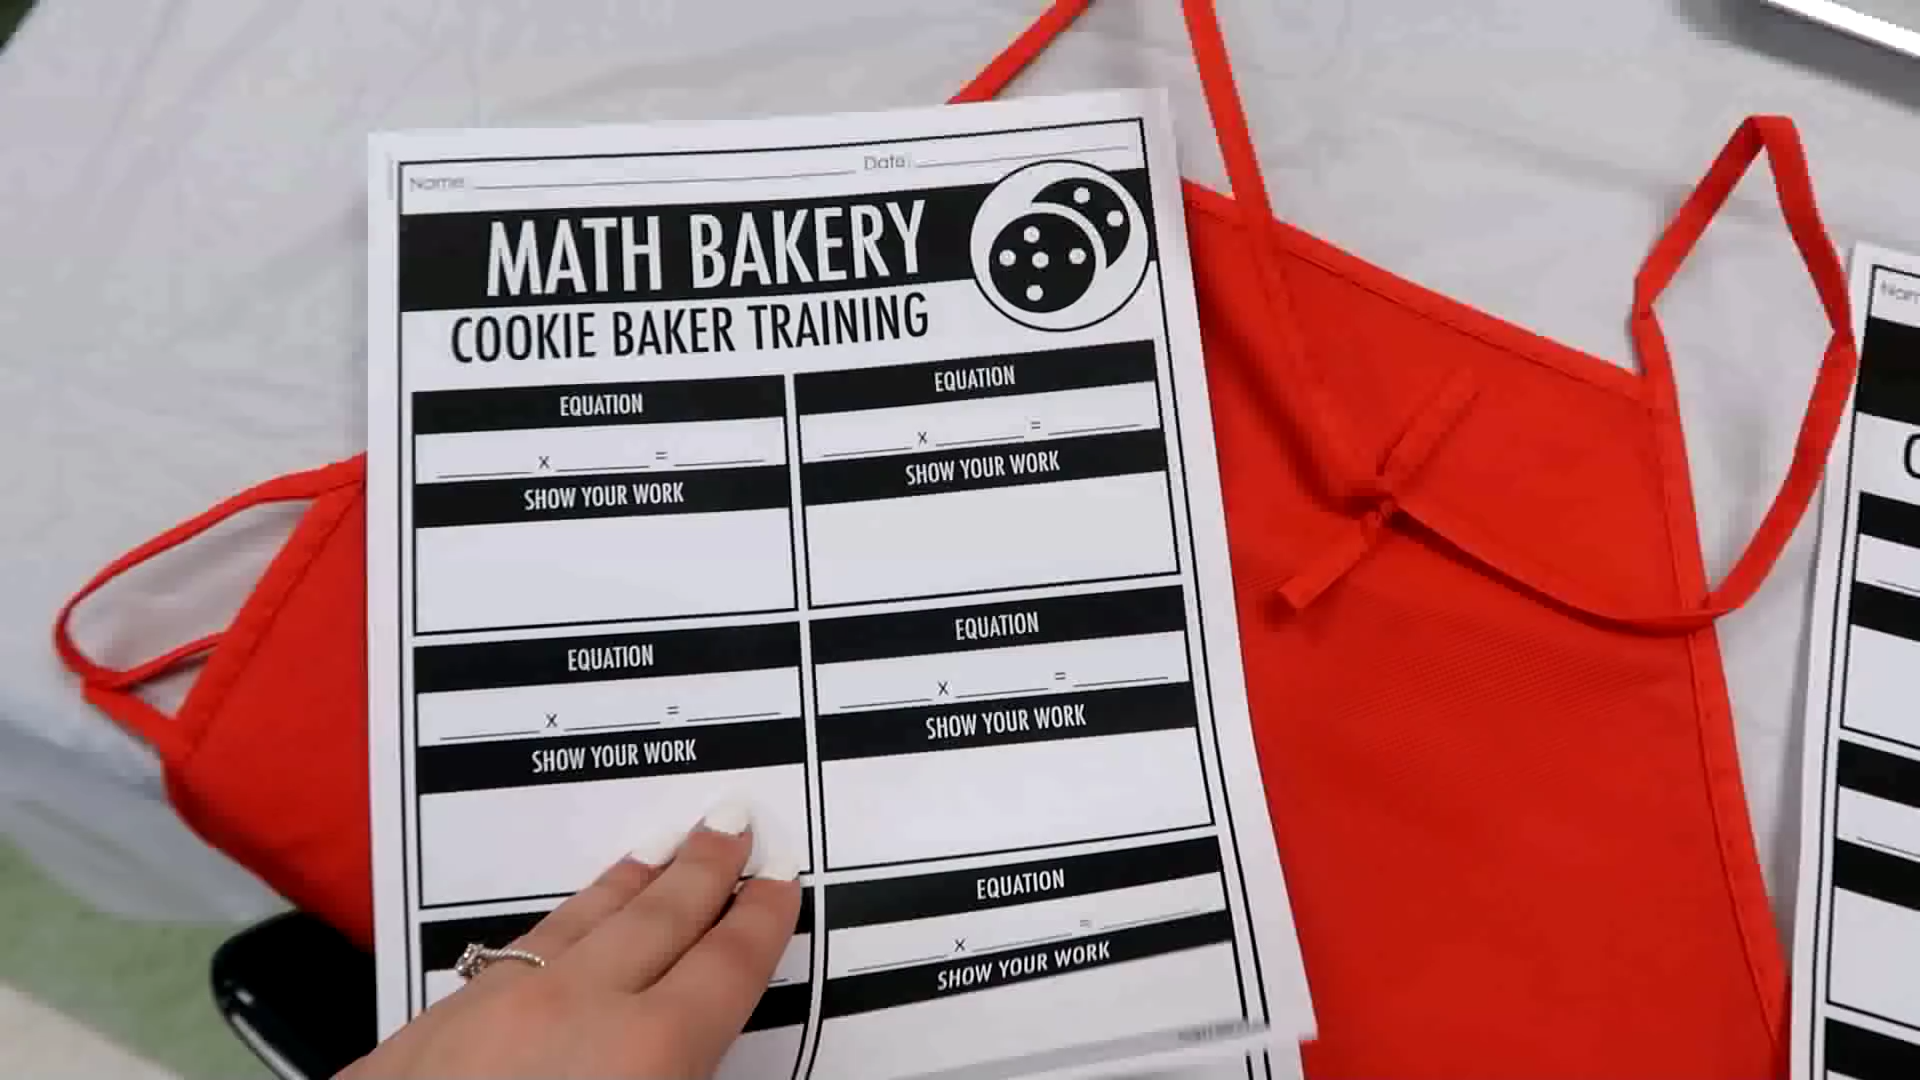 Name: Date:
MATH BAKERY
COOKIE BAKER TRAINING
EQUATION EQUATION
x = x =
SHOW YOUR WORK SHOW YOUR WORK
EQUATION EQUATION
x = x =
SHOW YOUR WORK SHOW YOUR WORK
EQUATION
x =
SHOW YOUR WORK